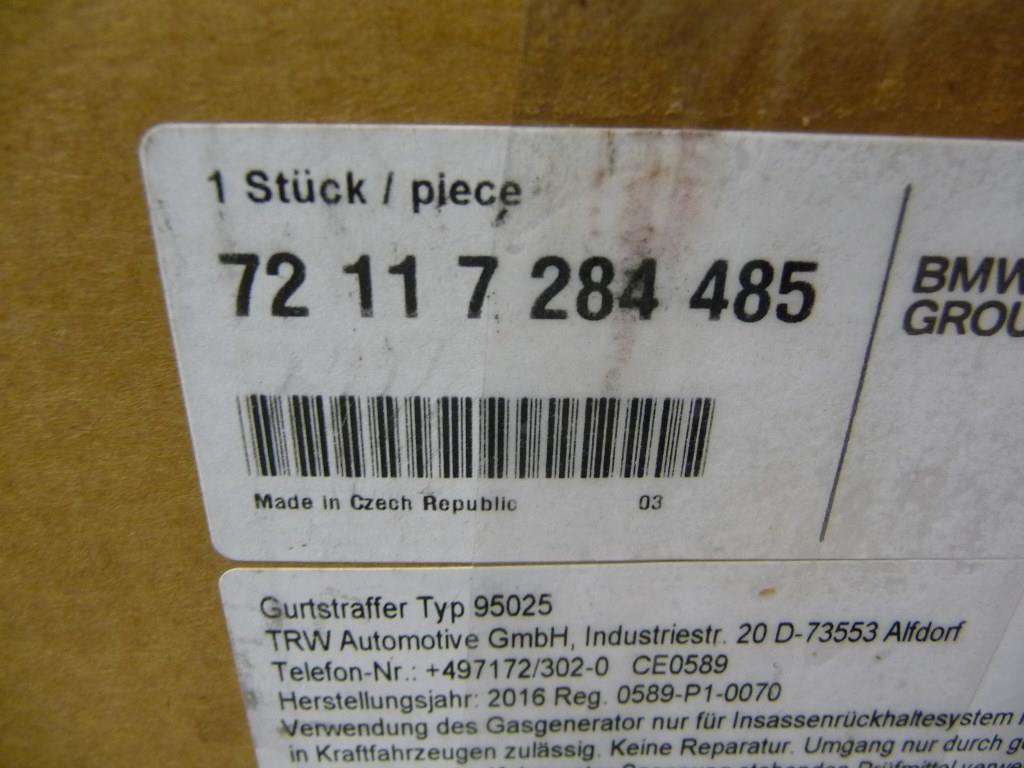 1 Stück / piece
72 11 7 284 485
BMW
GROU
Made in Czech Republic 03
Gurtstraffer Typ 95025
TRW Automotive GmbH, Industriestr. 20 D-73553 Alfdorf
Telefon-Nr.: +497172/302-0 CE0589
Herstellungsjahr: 2016 Reg. 0589-P1-0070
Verwendung des Gasgenerator nur für Insassenrückhaltesystem
in Kraftfahrzeugen zulässig. Keine Reparatur. Umgang nur durch